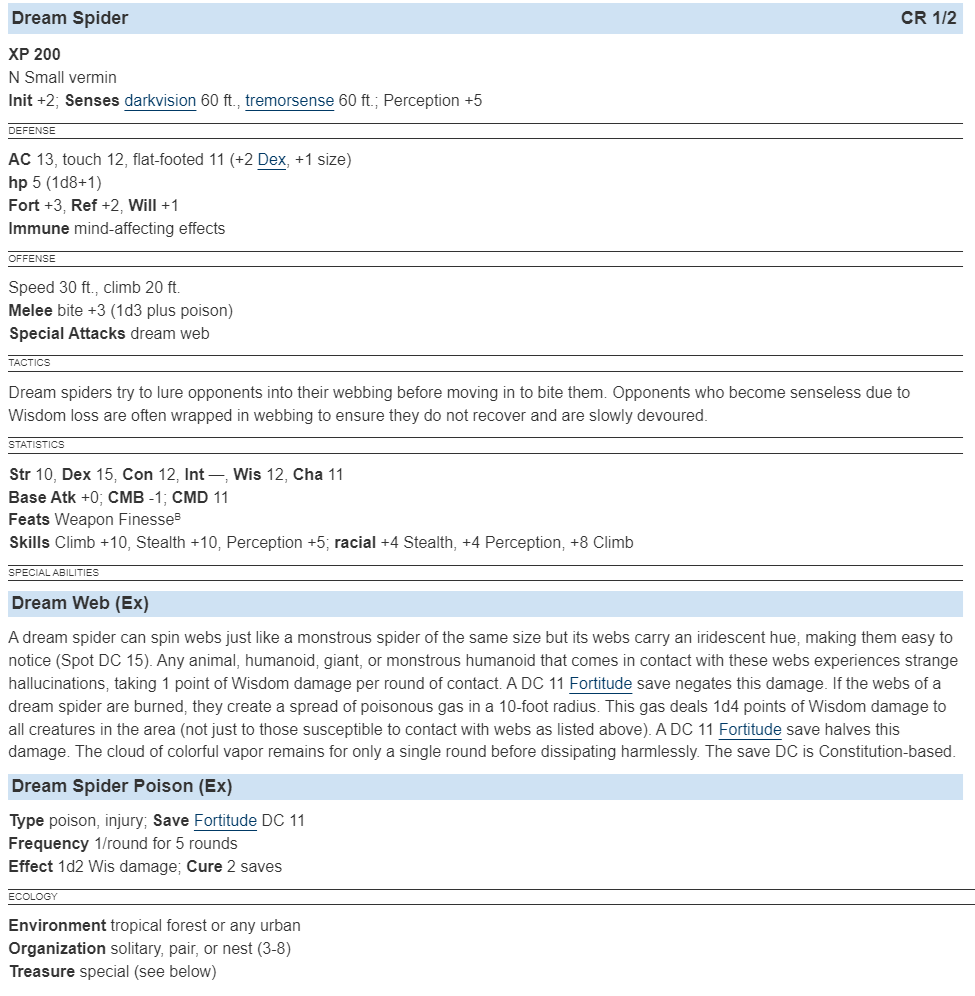 Dream Spider CR 1/2
XP 200
N Small vermin
Init +2; Senses darkvision 60 ft., tremorsense 60 ft.; Perception +5
DEFENSE
AC 13, touch 12, flat-footed 11 (+2 Dex, +1 size)
hp 5 (1d8+1)
Fort +3, Ref +2, Will +1
Immune mind-affecting effects
OFFENSE
Speed 30 ft., climb 20 ft.
Melee bite +3 (1d3 plus poison)
Special Attacks dream web
TACTICS
Dream spiders try to lure opponents into their webbing before moving in to bite them. Opponents who become senseless due to
Wisdom loss are often wrapped in webbing to ensure they do not recover and are slowly devoured.
STATISTICS
Str 10, Dex 15, Con 12, Int —, Wis 12, Cha 11
Base Atk +0; CMB -1; CMD 11
Feats Weapon Finesseᴮ
Skills Climb +10, Stealth +10, Perception +5; racial +4 Stealth, +4 Perception, +8 Climb
SPECIAL ABILITIES
Dream Web (Ex)
A dream spider can spin webs just like a monstrous spider of the same size but its webs carry an iridescent hue, making them easy to
notice (Spot DC 15). Any animal, humanoid, giant, or monstrous humanoid that comes in contact with these webs experiences strange
hallucinations, taking 1 point of Wisdom damage per round of contact. A DC 11 Fortitude save negates this damage. If the webs of a
dream spider are burned, they create a spread of poisonous gas in a 10-foot radius. This gas deals 1d4 points of Wisdom damage to
all creatures in the area (not just to those susceptible to contact with webs as listed above). A DC 11 Fortitude save halves this
damage. The cloud of colorful vapor remains for only a single round before dissipating harmlessly. The save DC is Constitution-based.
Dream Spider Poison (Ex)
Type poison, injury; Save Fortitude DC 11
Frequency 1/round for 5 rounds
Effect 1d2 Wis damage; Cure 2 saves
ECOLOGY
Environment tropical forest or any urban
Organization solitary, pair, or nest (3-8)
Treasure special (see below)